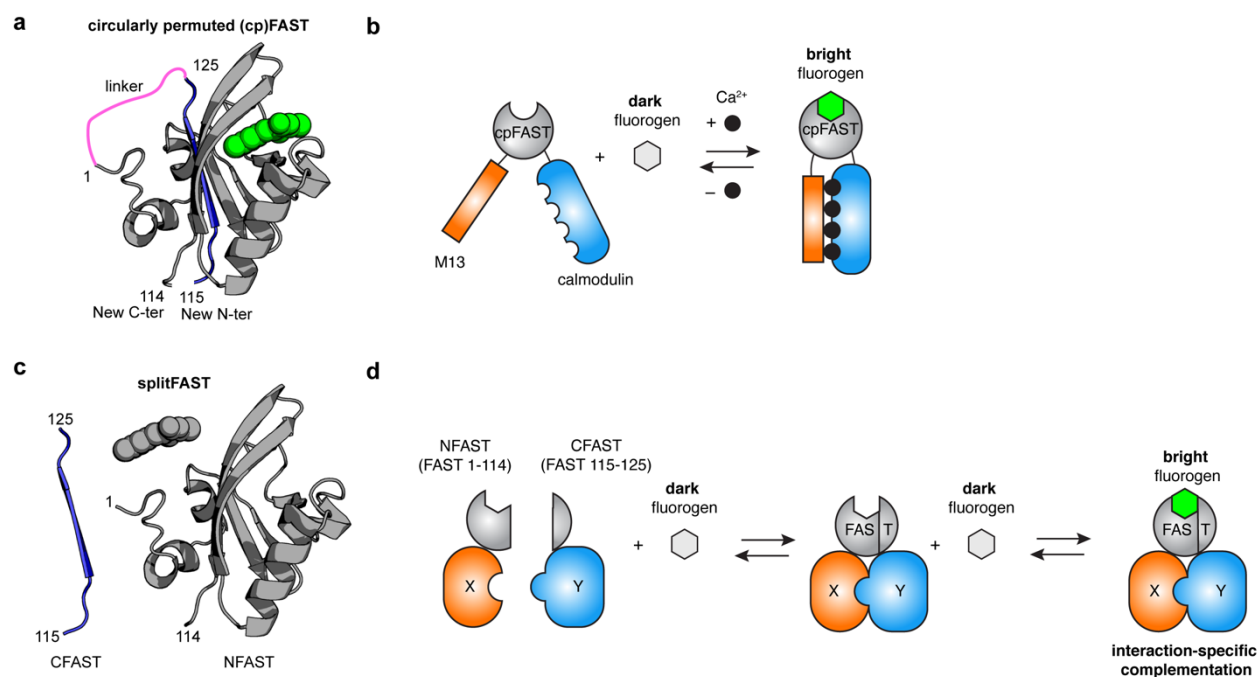 a
circularly permuted (cp)FAST
125
linker
1
114
115
New C-ter
New N-ter
b
cpFAST
M13
calmodulin
+
dark
fluorogen
Ca²⁺
+
–
bright
fluorogen
cpFAST
c
splitFAST
125
1
115
114
CFAST
NFAST
d
NFAST
(FAST 1-114)
CFAST
(FAST 115-125)
X
Y
+
dark
fluorogen
FAS T
X
Y
+
dark
fluorogen
bright
fluorogen
FAS T
X
Y
interaction-specific
complementation